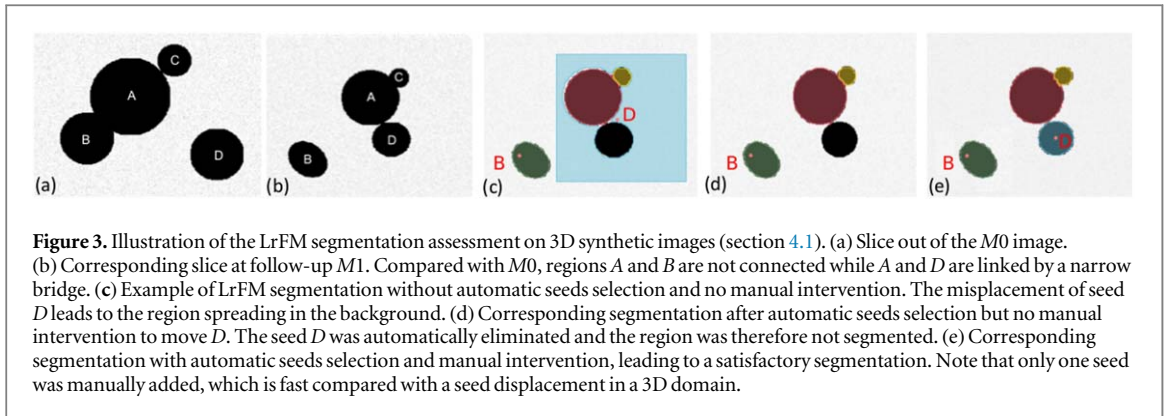 A
B
C
D
(a)
A
B
C
D
(b)
B
D
(c)
B
(d)
B
D
(e)
Figure 3. Illustration of the LrFM segmentation assessment on 3D synthetic images (section 4.1). (a) Slice out of the M0 image.
(b) Corresponding slice at follow-up M1. Compared with M0, regions A and B are not connected while A and D are linked by a narrow
bridge. (c) Example of LrFM segmentation without automatic seeds selection and no manual intervention. The misplacement of seed
D leads to the region spreading in the background. (d) Corresponding segmentation after automatic seeds selection but no manual
intervention to move D. The seed D was automatically eliminated and the region was therefore not segmented. (e) Corresponding
segmentation with automatic seeds selection and manual intervention, leading to a satisfactory segmentation. Note that only one seed
was manually added, which is fast compared with a seed displacement in a 3D domain.